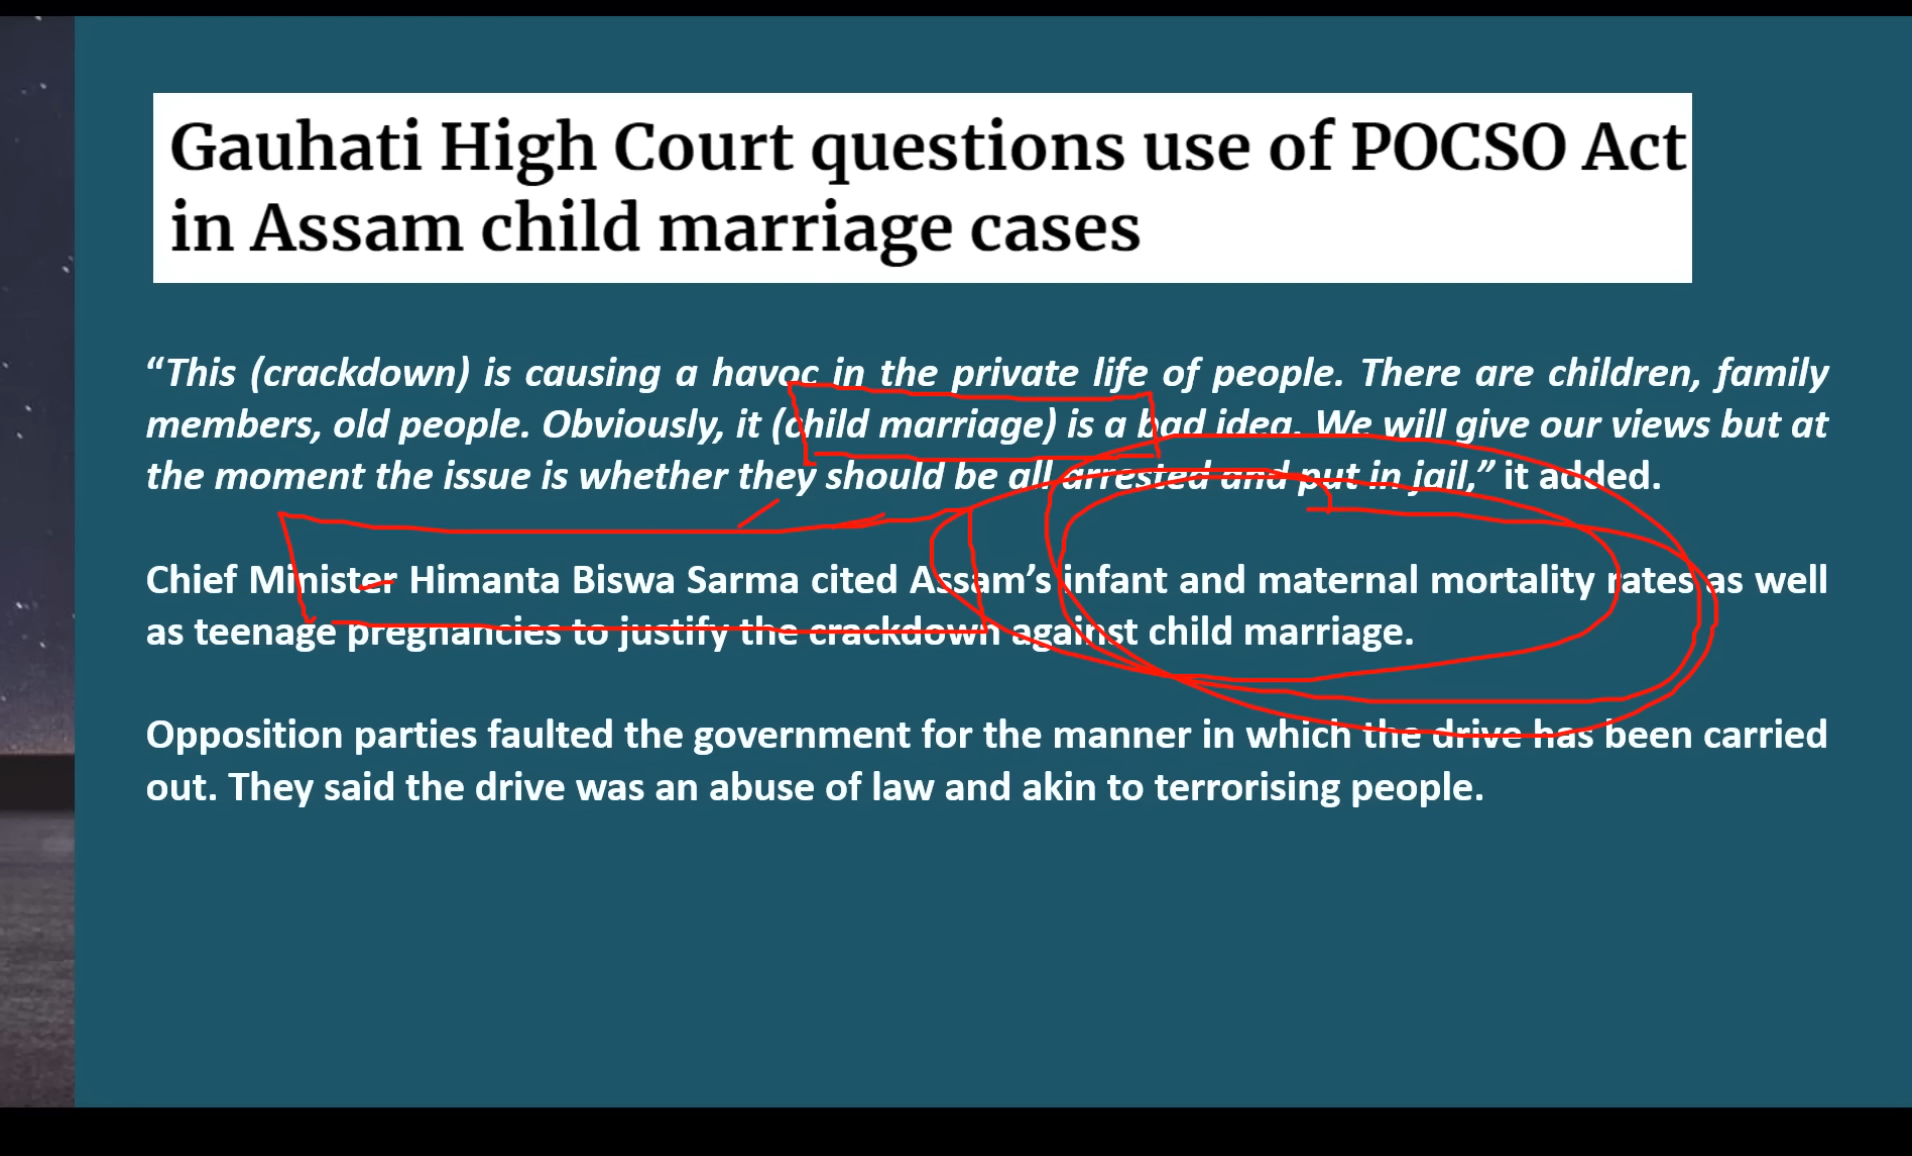 Gauhati High Court questions use of POCSO Act
in Assam child marriage cases
“This (crackdown) is causing a havoc in the private life of people. There are children, family
members, old people. Obviously, it (child marriage) is a bad idea. We will give our views but at
the moment the issue is whether they should be all arrested and put in jail,” it added.
Chief Minister Himanta Biswa Sarma cited Assam’s infant and maternal mortality rates as well
as teenage pregnancies to justify the crackdown against child marriage.
Opposition parties faulted the government for the manner in which the drive has been carried
out. They said the drive was an abuse of law and akin to terrorising people.